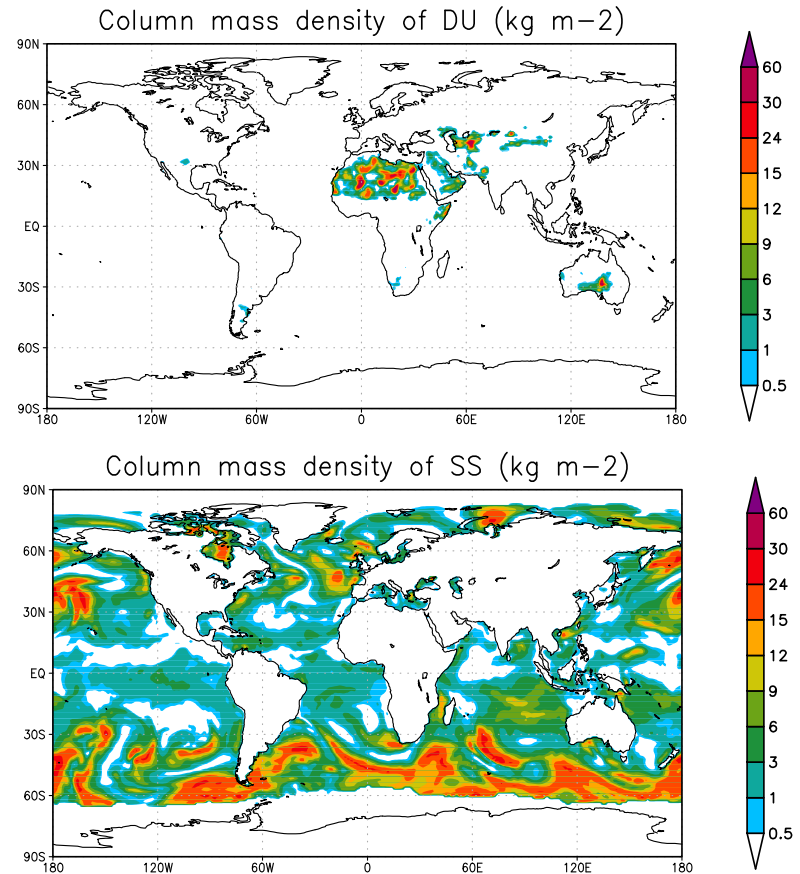 Column mass density of DU (kg m−2)
90N
60N
30N
EQ
30S
60S
90S
180 120W 60W 0 60E 120E 180
60
30
24
15
12
9
6
3
1
0.5
Column mass density of SS (kg m−2)
90N
60N
30N
EQ
30S
60S
90S
180 120W 60W 0 60E 120E 180
60
30
24
15
12
9
6
3
1
0.5